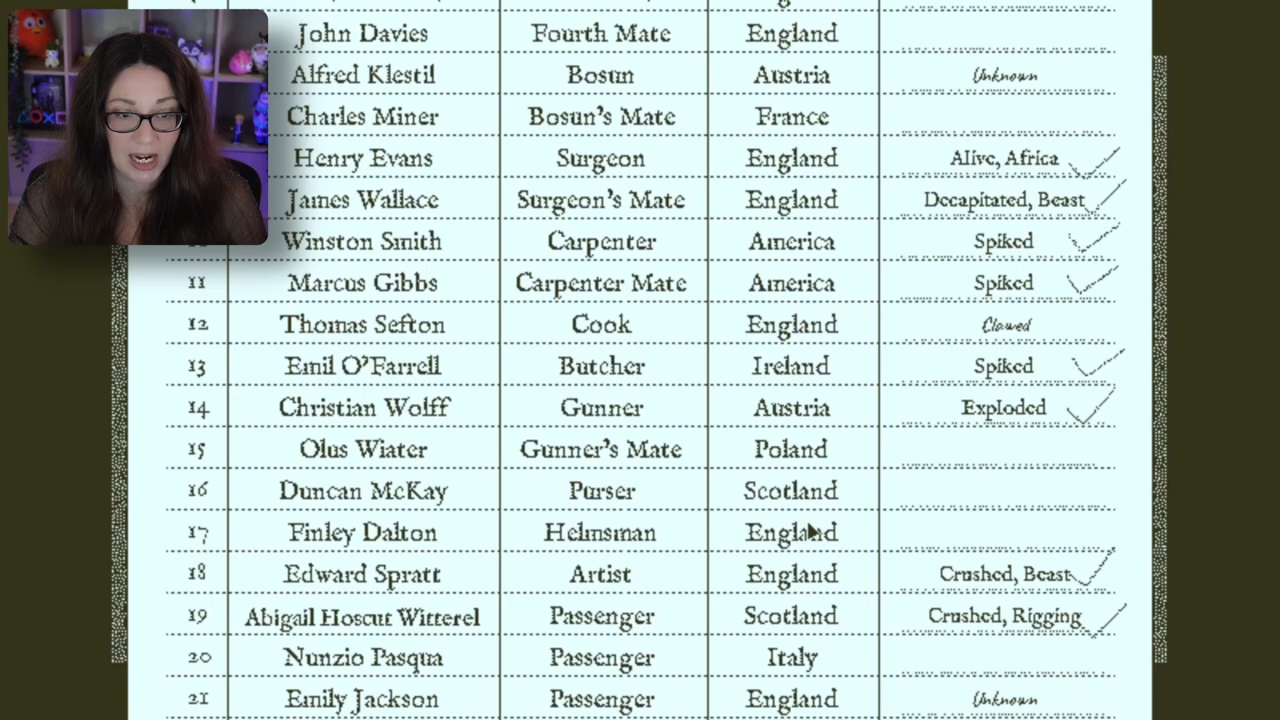 John Davies Fourth Mate England
Alfred Klestil Bosun Austria Unknown
Charles Miner Bosun's Mate France
Henry Evans Surgeon England Alive, Africa
James Wallace Surgeon's Mate England Decapitated, Beast
Winston Smith Carpenter America Spiked
11 Marcus Gibbs Carpenter Mate America Spiked
12 Thomas Sefton Cook England Clawed
13 Emil O'Farrell Butcher Ireland Spiked
14 Christian Wolff Gunner Austria Exploded
15 Olus Wiater Gunner's Mate Poland
16 Duncan McKay Purser Scotland
17 Finley Dalton Helmsman England
18 Edward Spratt Artist England Crushed, Beast
19 Abigail Hoscut Witterel Passenger Scotland Crushed, Rigging
20 Nunzio Pasqua Passenger Italy
21 Emily Jackson Passenger England Unknown